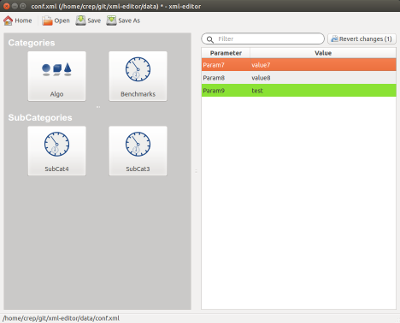 conf.xml (/home/crep/git/xml-editor/data) * - xml-editor
Home Open Save Save As
Categories
Algo Benchmarks
SubCategories
SubCat4 SubCat3
Filter Revert changes (1)
Parameter Value
Param7 value7
Param8 value8
Param9 test
/home/crep/git/xml-editor/data/conf.xml